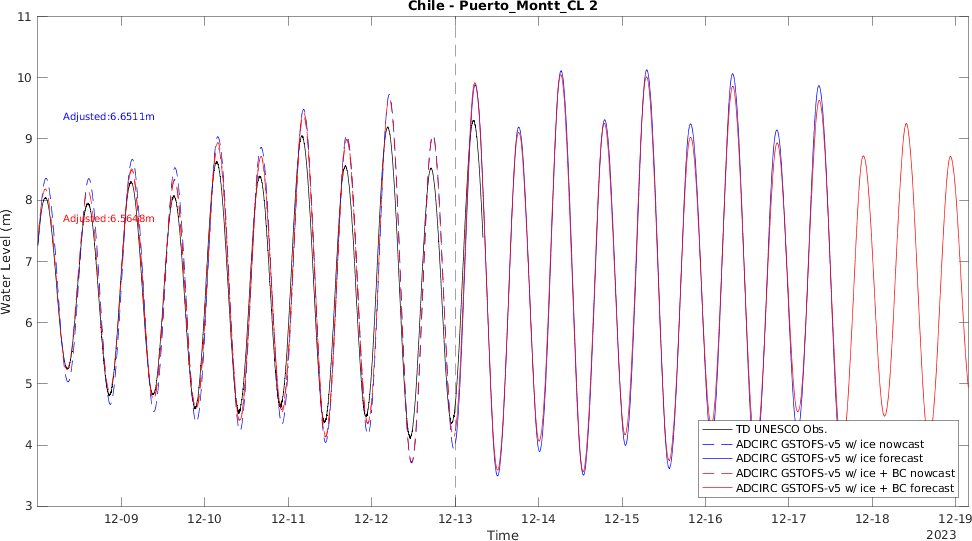 Chile - Puerto_Montt_CL 2
11
10
9
8
7
6
5
4
3
Water Level (m)
Adjusted:6.6511m
Adjusted:6.5648m
TD UNESCO Obs.
ADCIRC GSTOFS-v5 w/ ice nowcast
ADCIRC GSTOFS-v5 w/ ice forecast
ADCIRC GSTOFS-v5 w/ ice + BC nowcast
ADCIRC GSTOFS-v5 w/ ice + BC forecast
12-09 12-10 12-11 12-12 12-13 12-14 12-15 12-16 12-17 12-18 12-19
Time
2023